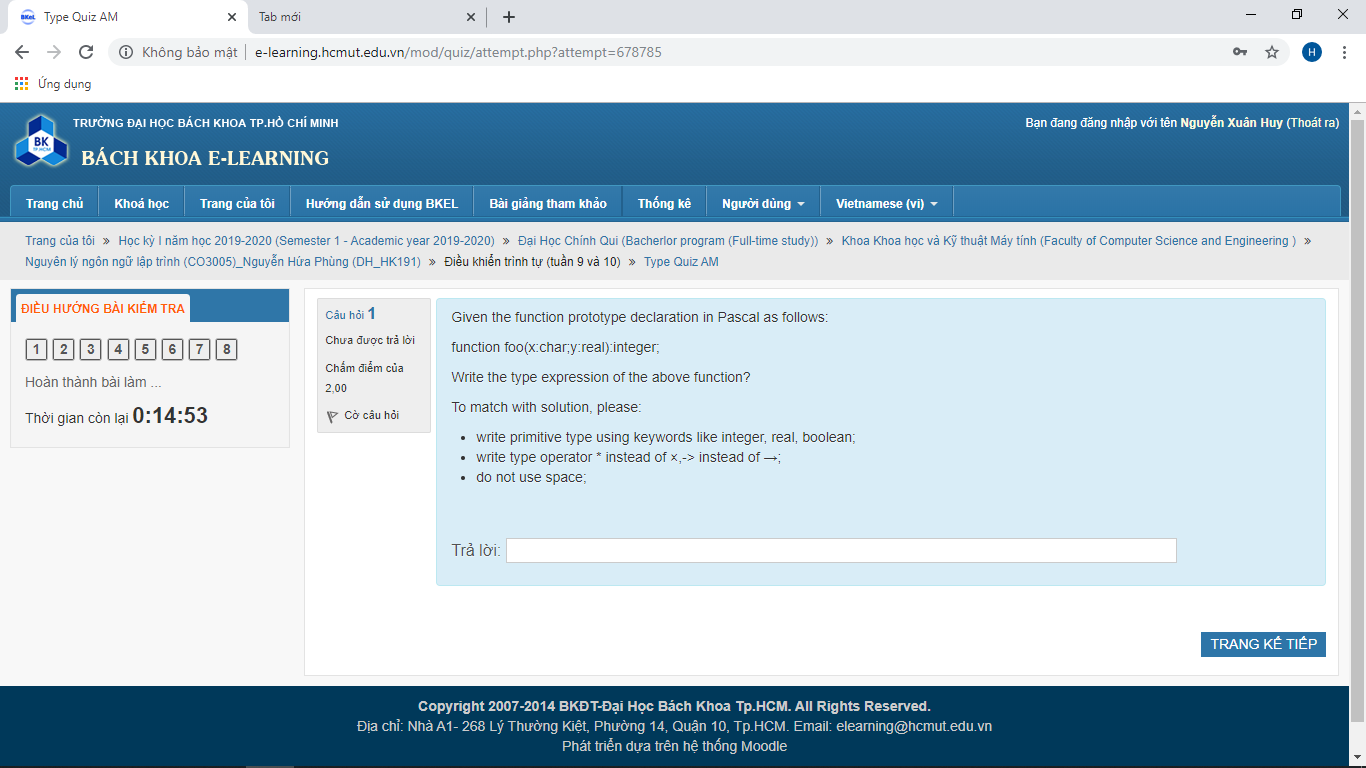 Type Quiz AM
Tab mới
Không bảo mật
e-learning.hcmut.edu.vn/mod/quiz/attempt.php?attempt=678785
H
Ứng dụng
BK
TP.HCM
TRƯỜNG ĐẠI HỌC BÁCH KHOA TP.HỒ CHÍ MINH
Bạn đang đăng nhập với tên Nguyễn Xuân Huy (Thoát ra)
BÁCH KHOA E-LEARNING
Trang chủ Khoá học Trang của tôi Hướng dẫn sử dụng BKEL Bài giảng tham khảo Thống kê Người dùng Vietnamese (vi)
Trang của tôi » Học kỳ I năm học 2019-2020 (Semester 1 - Academic year 2019-2020) » Đại Học Chính Qui (Bacherlor program (Full-time study)) » Khoa Khoa học và Kỹ thuật Máy tính (Faculty of Computer Science and Engineering ) »
Nguyên lý ngôn ngữ lập trình (CO3005)_Nguyễn Hứa Phùng (DH_HK191) » Điều khiển trình tự (tuần 9 và 10) » Type Quiz AM
ĐIỀU HƯỚNG BÀI KIỂM TRA
1 2 3 4 5 6 7 8
Hoàn thành bài làm ...
Thời gian còn lại 0:14:53
Câu hỏi 1
Chưa được trả lời
Chấm điểm của
2,00
Cờ câu hỏi
Given the function prototype declaration in Pascal as follows:
function foo(x:char;y:real):integer;
Write the type expression of the above function?
To match with solution, please:
• write primitive type using keywords like integer, real, boolean;
• write type operator * instead of ×,-> instead of →;
• do not use space;
Trả lời:
TRANG KẾ TIẾP
Copyright 2007-2014 BKĐT-Đại Học Bách Khoa Tp.HCM. All Rights Reserved.
Địa chỉ: Nhà A1- 268 Lý Thường Kiệt, Phường 14, Quận 10, Tp.HCM. Email: elearning@hcmut.edu.vn
Phát triển dựa trên hệ thống Moodle